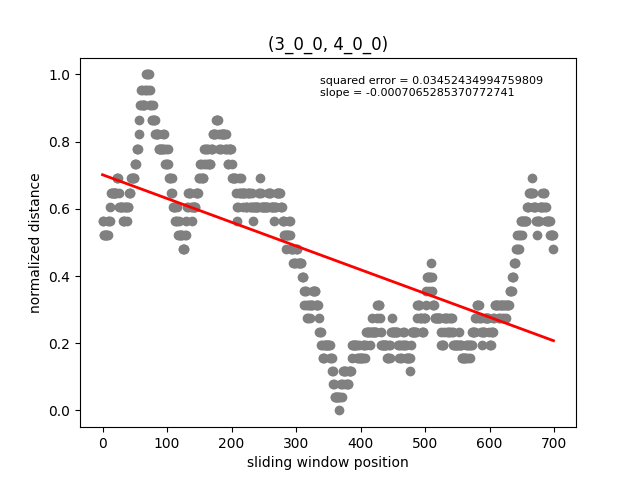 (3_0_0, 4_0_0)
squared error = 0.03452434994759809
slope = -0.0007065285370772741
1.0
0.8
0.6
0.4
0.2
0.0
normalized distance
0 100 200 300 400 500 600 700
sliding window position